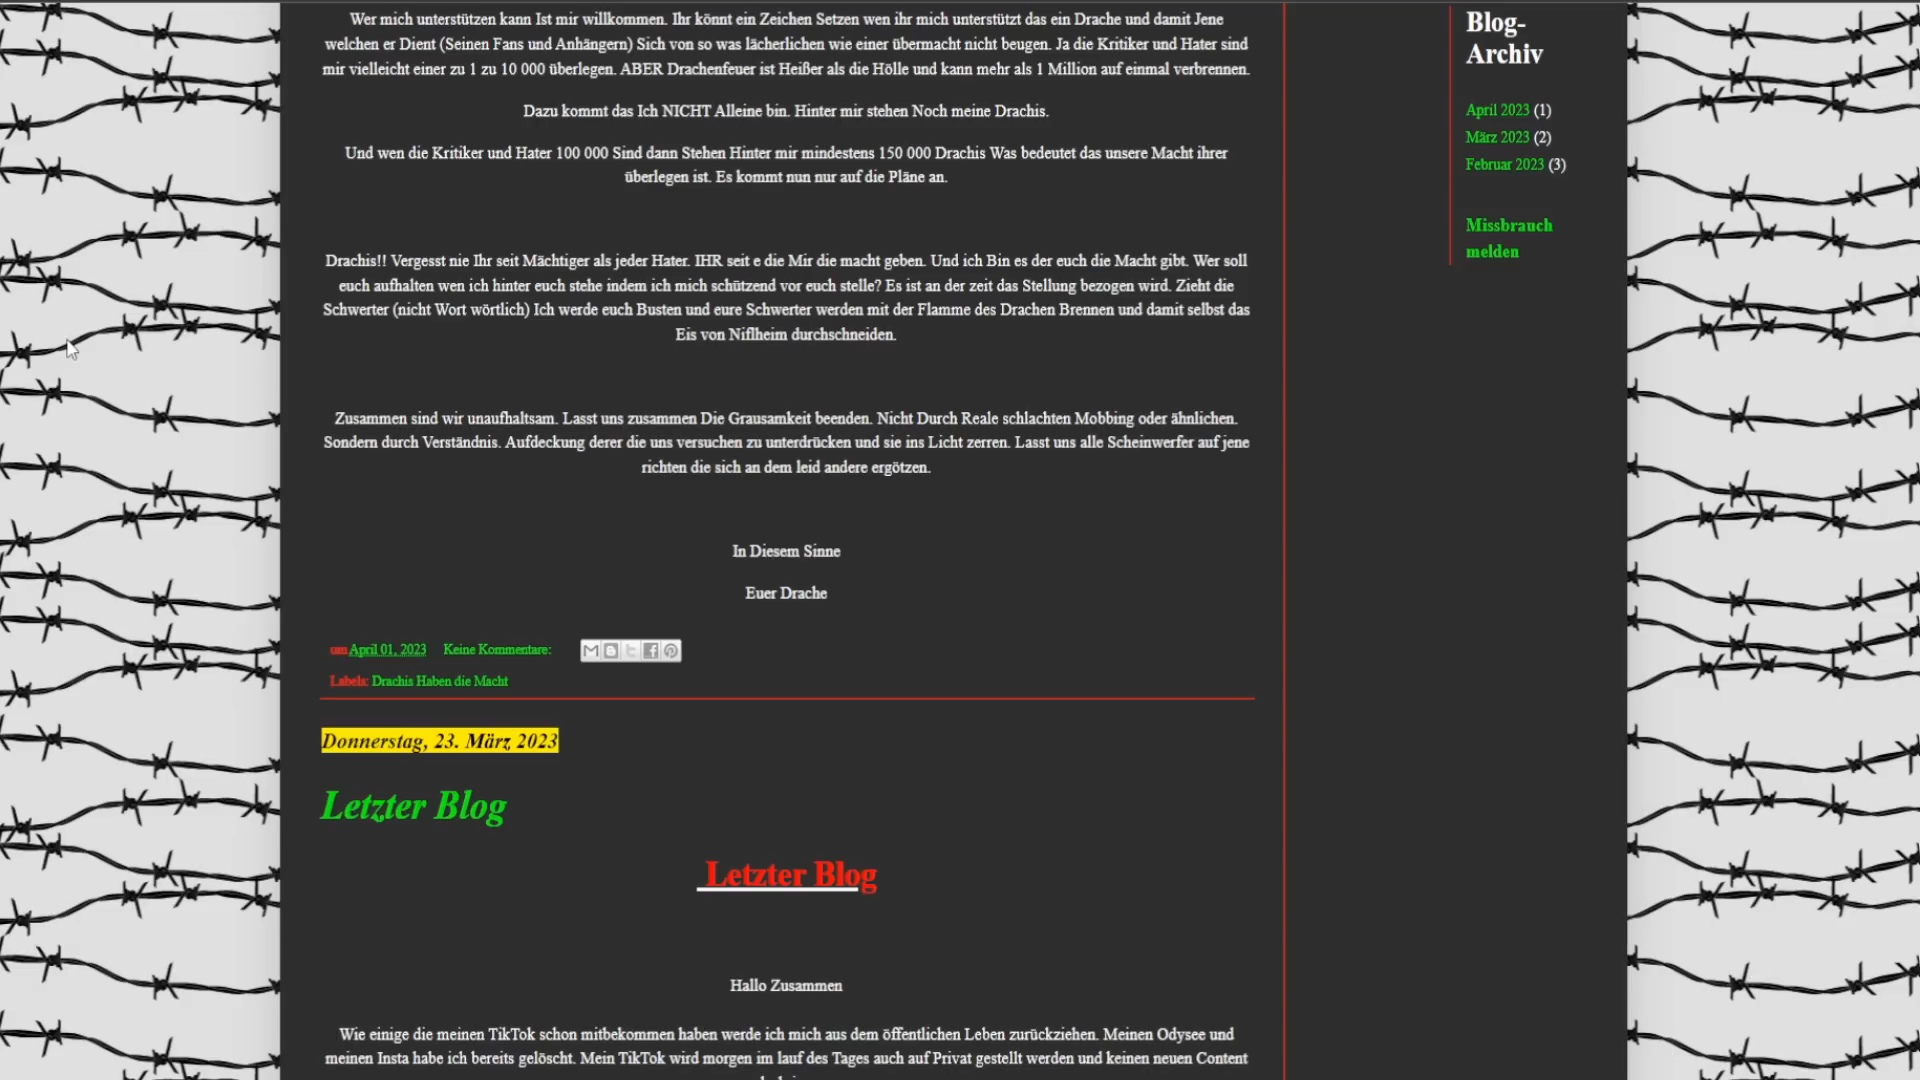 Wer mich unterstützen kann Ist mir willkommen. Ihr könnt ein Zeichen Setzen wen ihr mich unterstützt das ein Drache und damit Jene
welchen er Dient (Seinen Fans und Anhängern) Sich von so was lächerlichen wie einer übermacht nicht beugen. Ja die Kritiker und Hater sind
mir vielleicht einer zu 1 zu 10 000 überlegen. ABER Drachenfeuer ist Heißer als die Hölle und kann mehr als 1 Million auf einmal verbrennen.
Dazu kommt das Ich NICHT Alleine bin. Hinter mir stehen Noch meine Drachis.
Und wen die Kritiker und Hater 100 000 Sind dann Stehen Hinter mir mindestens 150 000 Drachis Was bedeutet das unsere Macht ihrer
überlegen ist. Es kommt nun nur auf die Pläne an.
Drachis!! Vergesst nie Ihr seit Mächtiger als jeder Hater. IHR seit e die Mir die macht geben. Und ich Bin es der euch die Macht gibt. Wer soll
euch aufhalten wen ich hinter euch stehe indem ich mich schützend vor euch stelle? Es ist an der zeit das Stellung bezogen wird. Zieht die
Schwerter (nicht Wort wörtlich) Ich werde euch Busten und eure Schwerter werden mit der Flamme des Drachen Brennen und damit selbst das
Eis von Niflheim durchschneiden.
Zusammen sind wir unaufhaltsam. Lasst uns zusammen Die Grausamkeit beenden. Nicht Durch Reale schlachten Mobbing oder ähnlichen.
Sondern durch Verständnis. Aufdeckung derer die uns versuchen zu unterdrücken und sie ins Licht zerren. Lasst uns alle Scheinwerfer auf jene
richten die sich an dem leid andere ergötzen.
In Diesem Sinne
Euer Drache
um April 01, 2023 Keine Kommentare:
Labels: Drachis Haben die Macht
Donnerstag, 23. März 2023
Letzter Blog
Letzter Blog
Hallo Zusammen
Wie einige die meinen TikTok schon mitbekommen haben werde ich mich aus dem öffentlichen Leben zurückziehen. Meinen Odysee und
meinen Insta habe ich bereits gelöscht. Mein TikTok wird morgen im lauf des Tages auch auf Privat gestellt werden und keinen neuen Content
Blog-
Archiv
April 2023 (1)
März 2023 (2)
Februar 2023 (3)
Missbrauch
melden